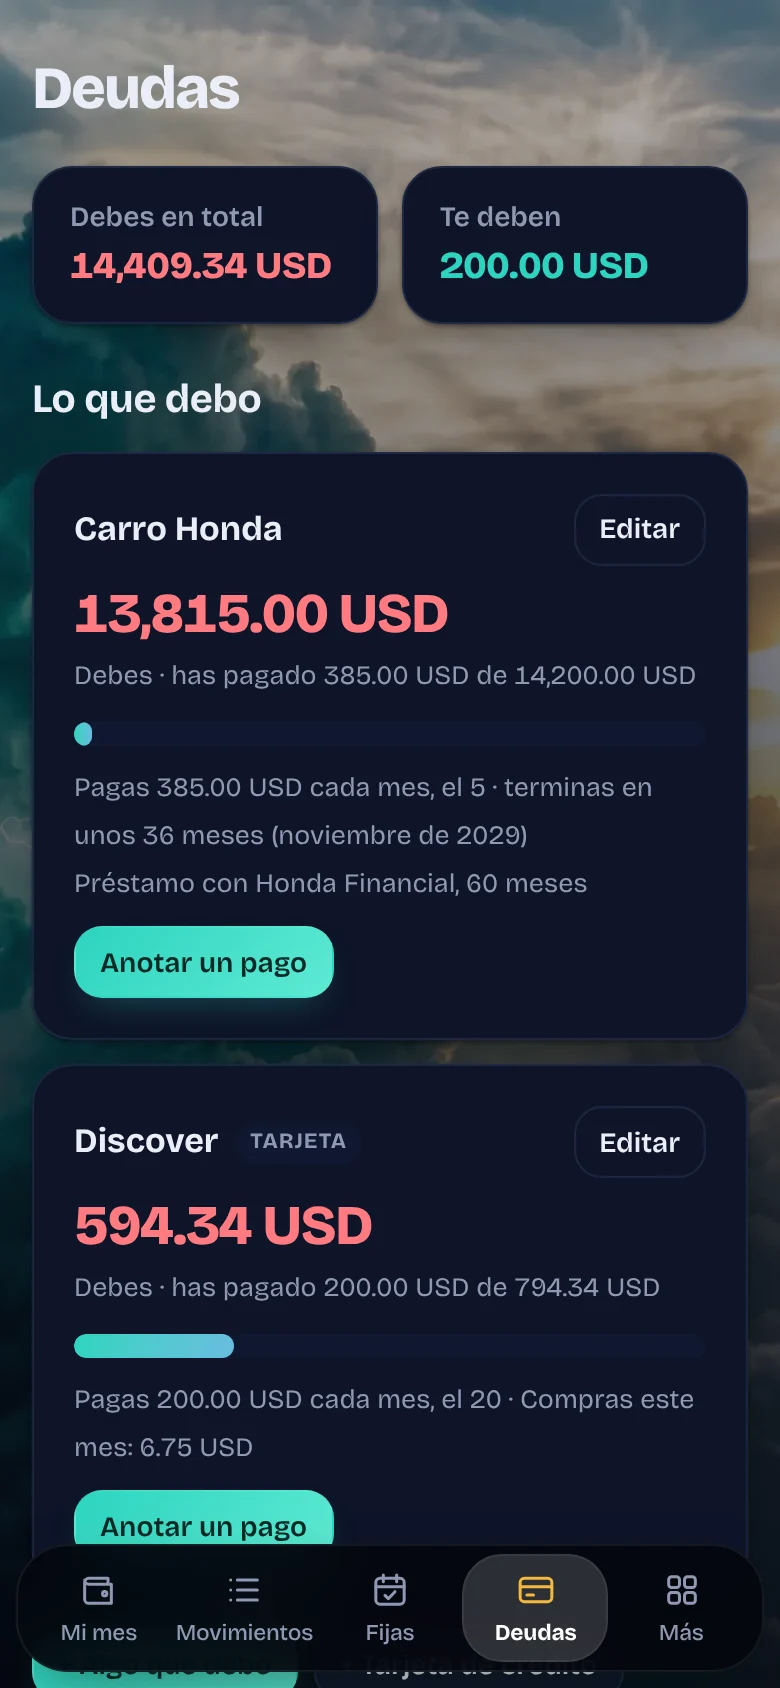 Deudas
Debes en total
14,409.34 USD
Te deben
200.00 USD
Lo que debo
Carro Honda
Editar
13,815.00 USD
Debes · has pagado 385.00 USD de 14,200.00 USD
Pagas 385.00 USD cada mes, el 5 · terminas en
unos 36 meses (noviembre de 2029)
Préstamo con Honda Financial, 60 meses
Anotar un pago
Discover
TARJETA
Editar
594.34 USD
Debes · has pagado 200.00 USD de 794.34 USD
Pagas 200.00 USD cada mes, el 20 · Compras este
mes: 6.75 USD
Anotar un pago
Mi mes
Movimientos
Fijas
Deudas
Más